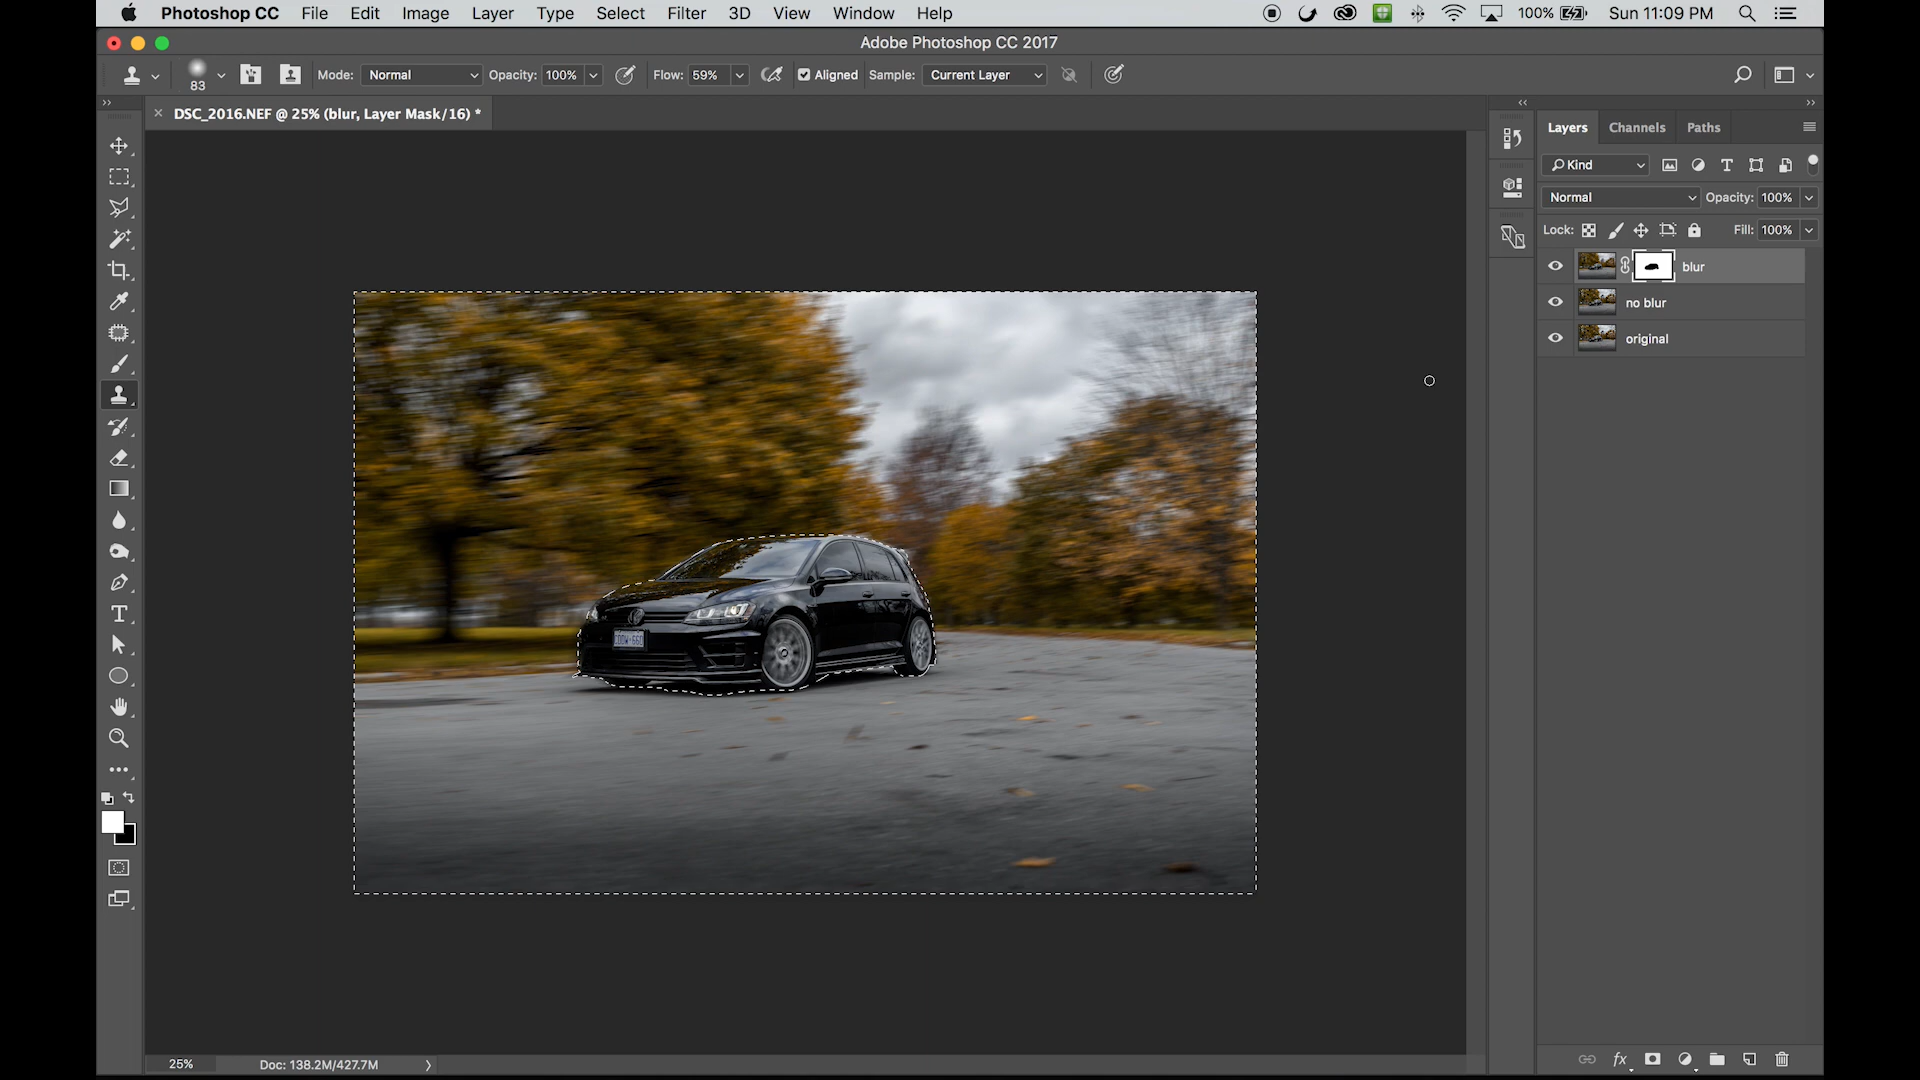 Photoshop CC File Edit Image Layer Type Select Filter 3D View Window Help 100% Sun 11:09 PM
Adobe Photoshop CC 2017
83 Mode: Normal Opacity: 100% Flow: 59% Aligned Sample: Current Layer
DSC_2016.NEF @ 25% (blur, Layer Mask/16) *
Layers Channels Paths
Kind
Normal Opacity: 100%
Lock: Fill: 100%
blur
no blur
original
25% Doc: 138.2M/427.7M